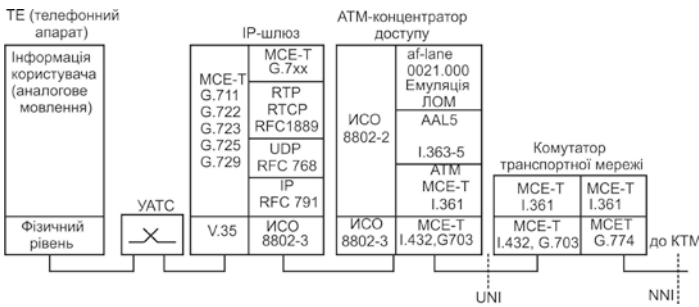 ТЕ (телефонний
апарат)
Інформація
користувача
(аналогове
мовлення)
Фізичний
рівень
УАТС
ІР-шлюз
МСЕ-Т
G.711
G.722
G.723
G.725
G.729
МСЕ-Т
G.7xx
RTP
RTCP
RFC1889
UDP
RFC 768
IP
RFC 791
V.35
ИСО
8802-3
АТМ-концентратор
доступу
ИСО
8802-2
af-lane
0021.000
Емуляція
ЛОМ
AAL5
I.363-5
АТМ
МСЕ-Т
I.361
ИСО
8802-3
МСЕ-Т
I.432,G703
UNI
Комутатор
транспортної мережі
МСЕ-Т
I.361
МСЕ-Т
I.361
МСЕ-Т
I.432, G.703
МСЕТ
G.774
до КТМ
NNI